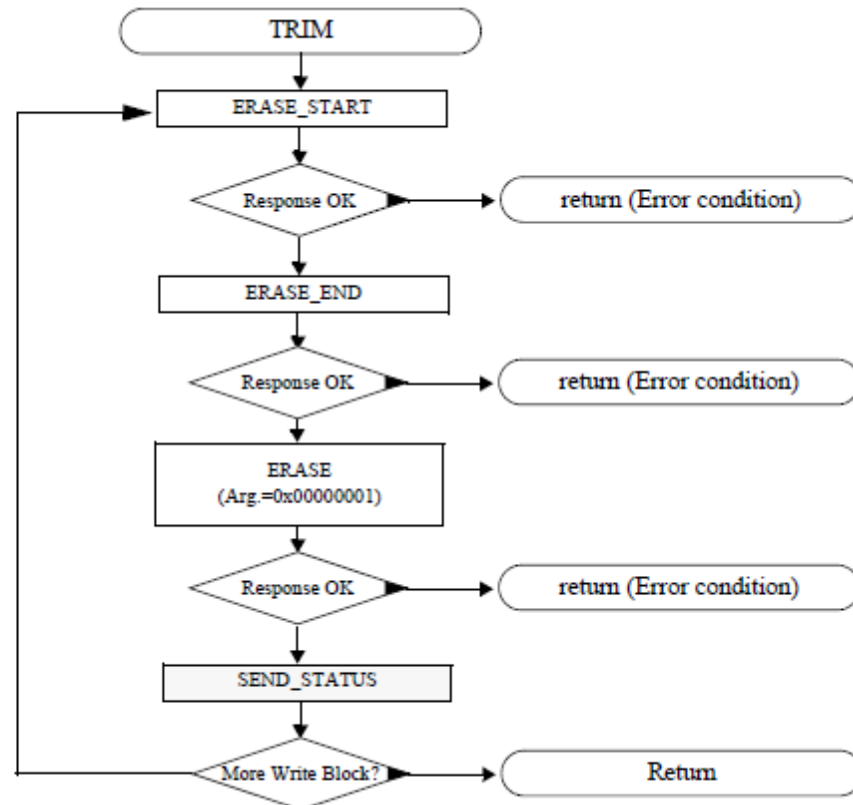 TRIM
ERASE_START
Response OK
return (Error condition)
ERASE_END
Response OK
return (Error condition)
ERASE
(Arg.=0x00000001)
Response OK
return (Error condition)
SEND_STATUS
More Write Block?
Return